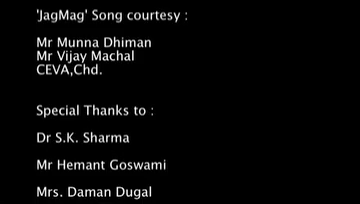 'JagMag' Song courtesy :
Mr Munna Dhiman
Mr Vijay Machal
CEVA,Chd.
Special Thanks to :
Dr S.K. Sharma
Mr Hemant Goswami
Mrs. Daman Dugal